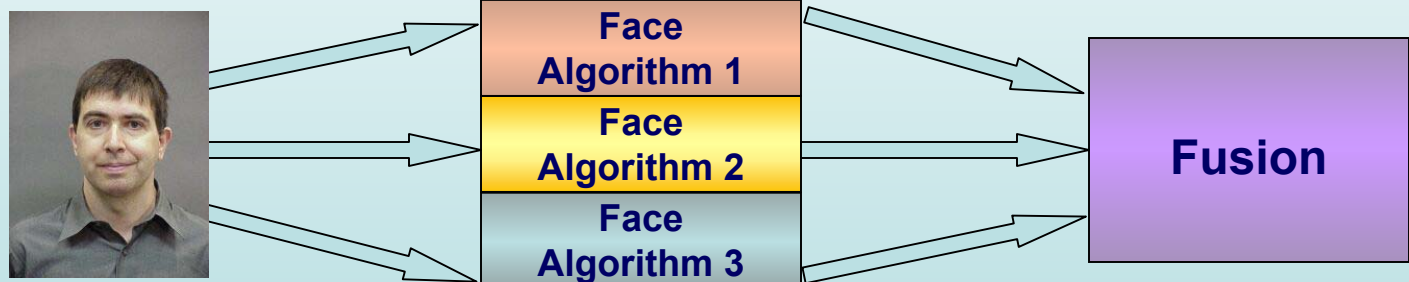 Face
Algorithm 1
Face
Algorithm 2
Face
Algorithm 3
Fusion